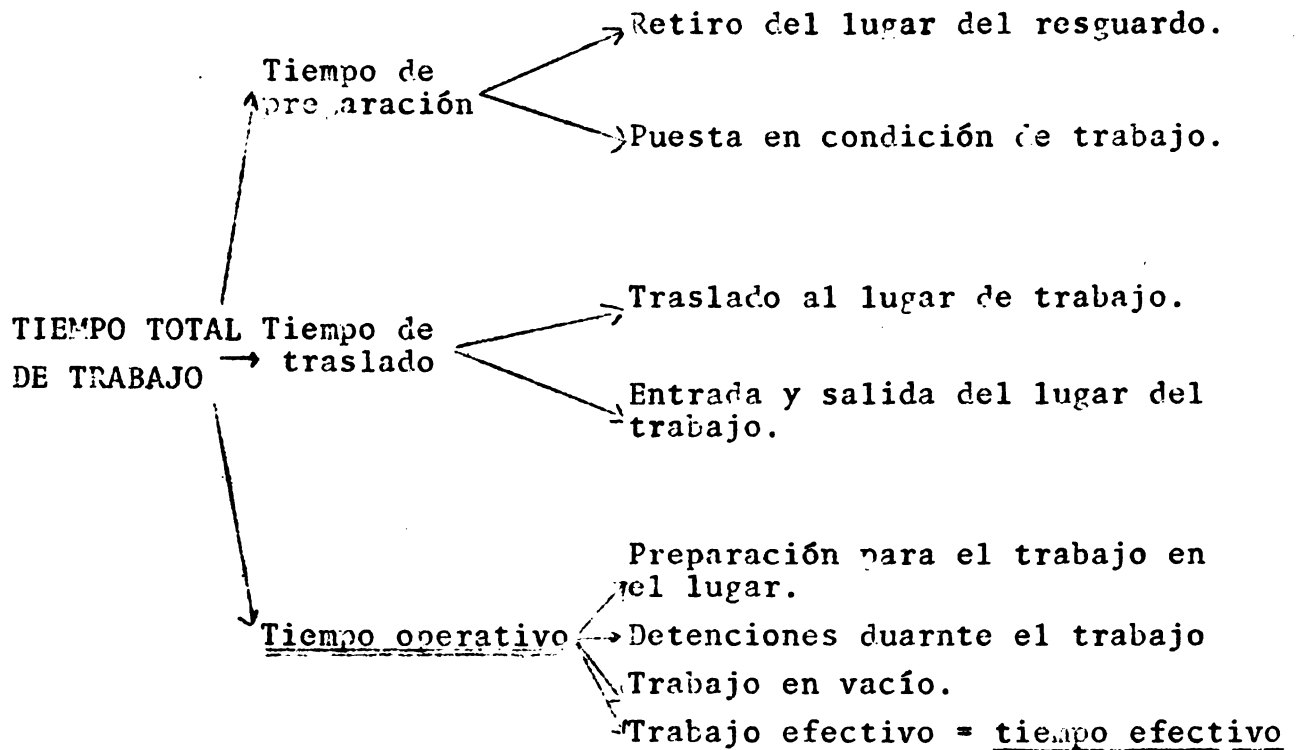 Retiro del lugar del resguardo.
Tiempo de
preparación
Puesta en condición de trabajo.
Traslado al lugar de trabajo.
TIEMPO TOTAL Tiempo de
→ traslado
DE TRABAJO
Entrada y salida del lugar del
trabajo.
Preparación para el trabajo en
el lugar.
Tiempo operativo
Detenciones duarnte el trabajo
Trabajo en vacío.
Trabajo efectivo = tiempo efectivo